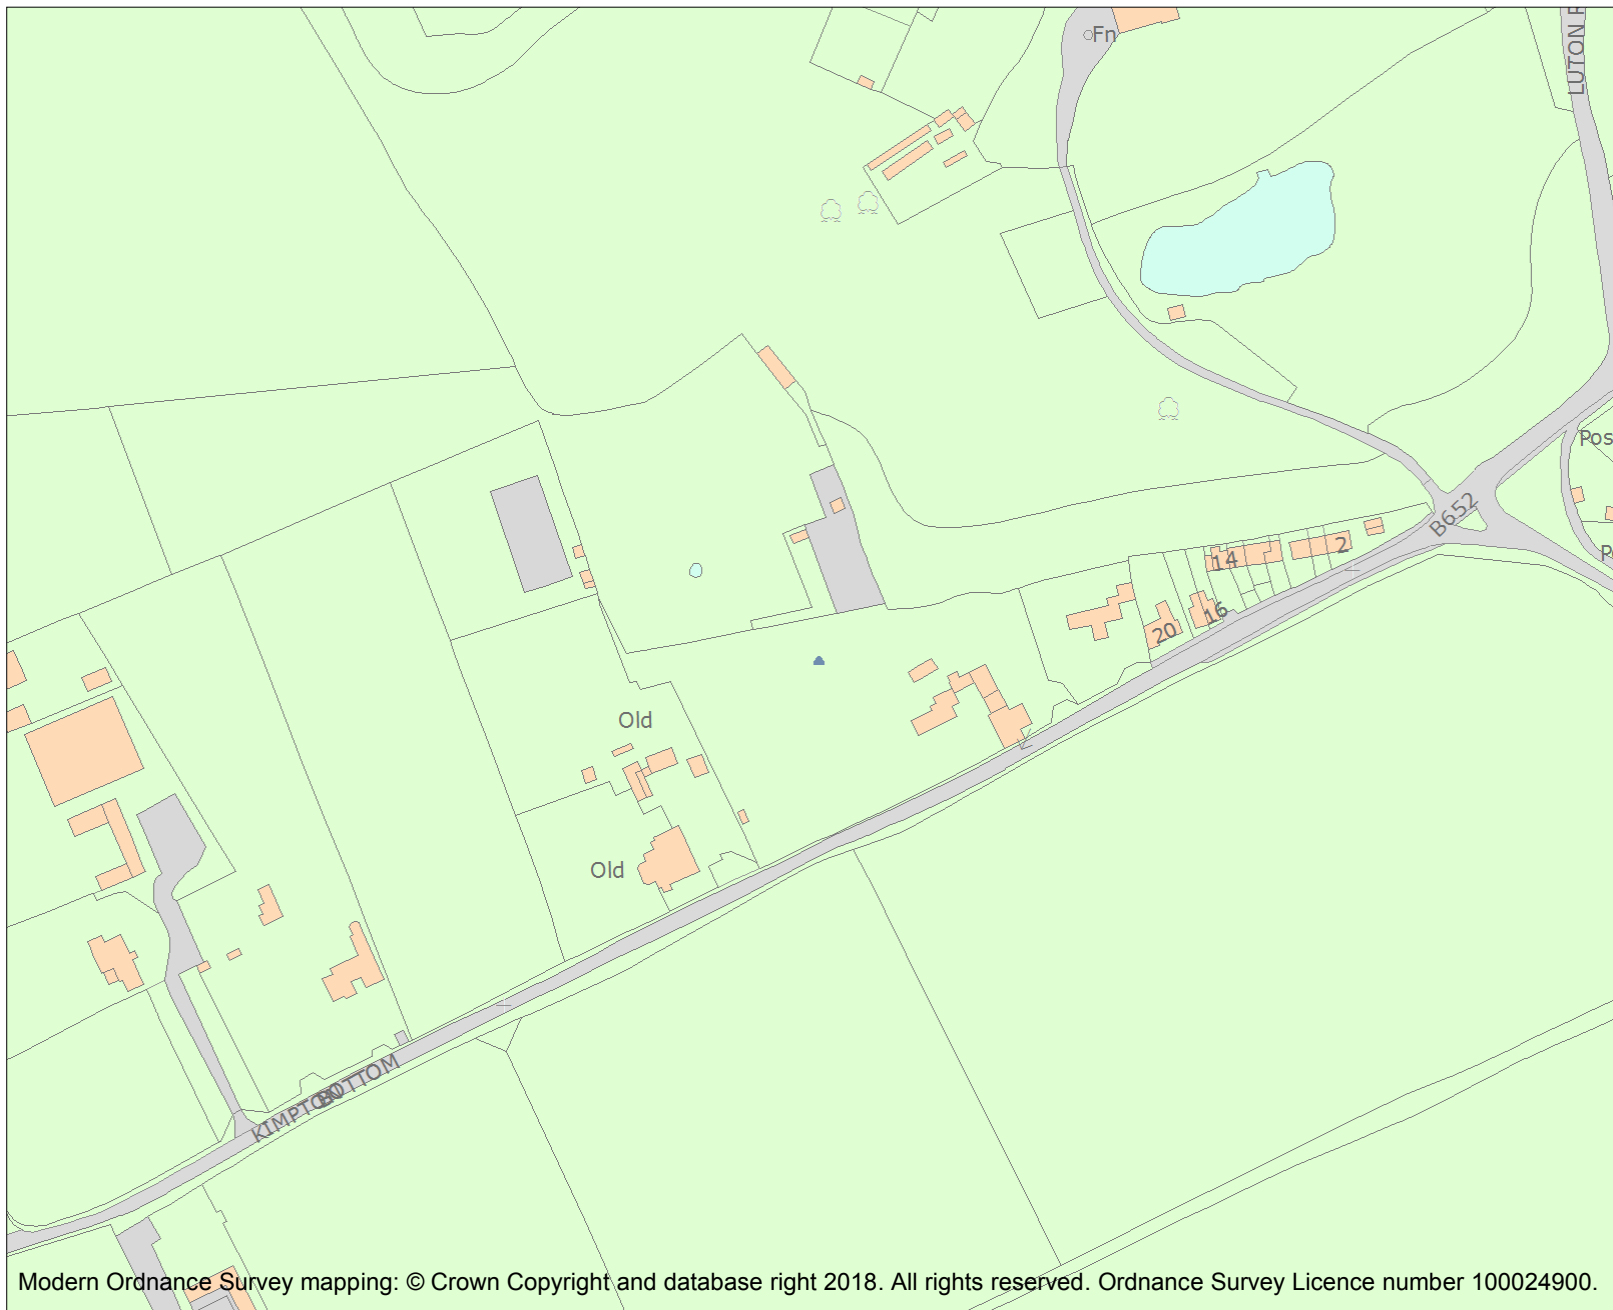 Fn
LUTON R
Pos
B652
2
14
16
20
Old
Old
KIMPTON BOTTOM
Modern Ordnance Survey mapping: © Crown Copyright and database right 2018. All rights reserved. Ordnance Survey Licence number 100024900.